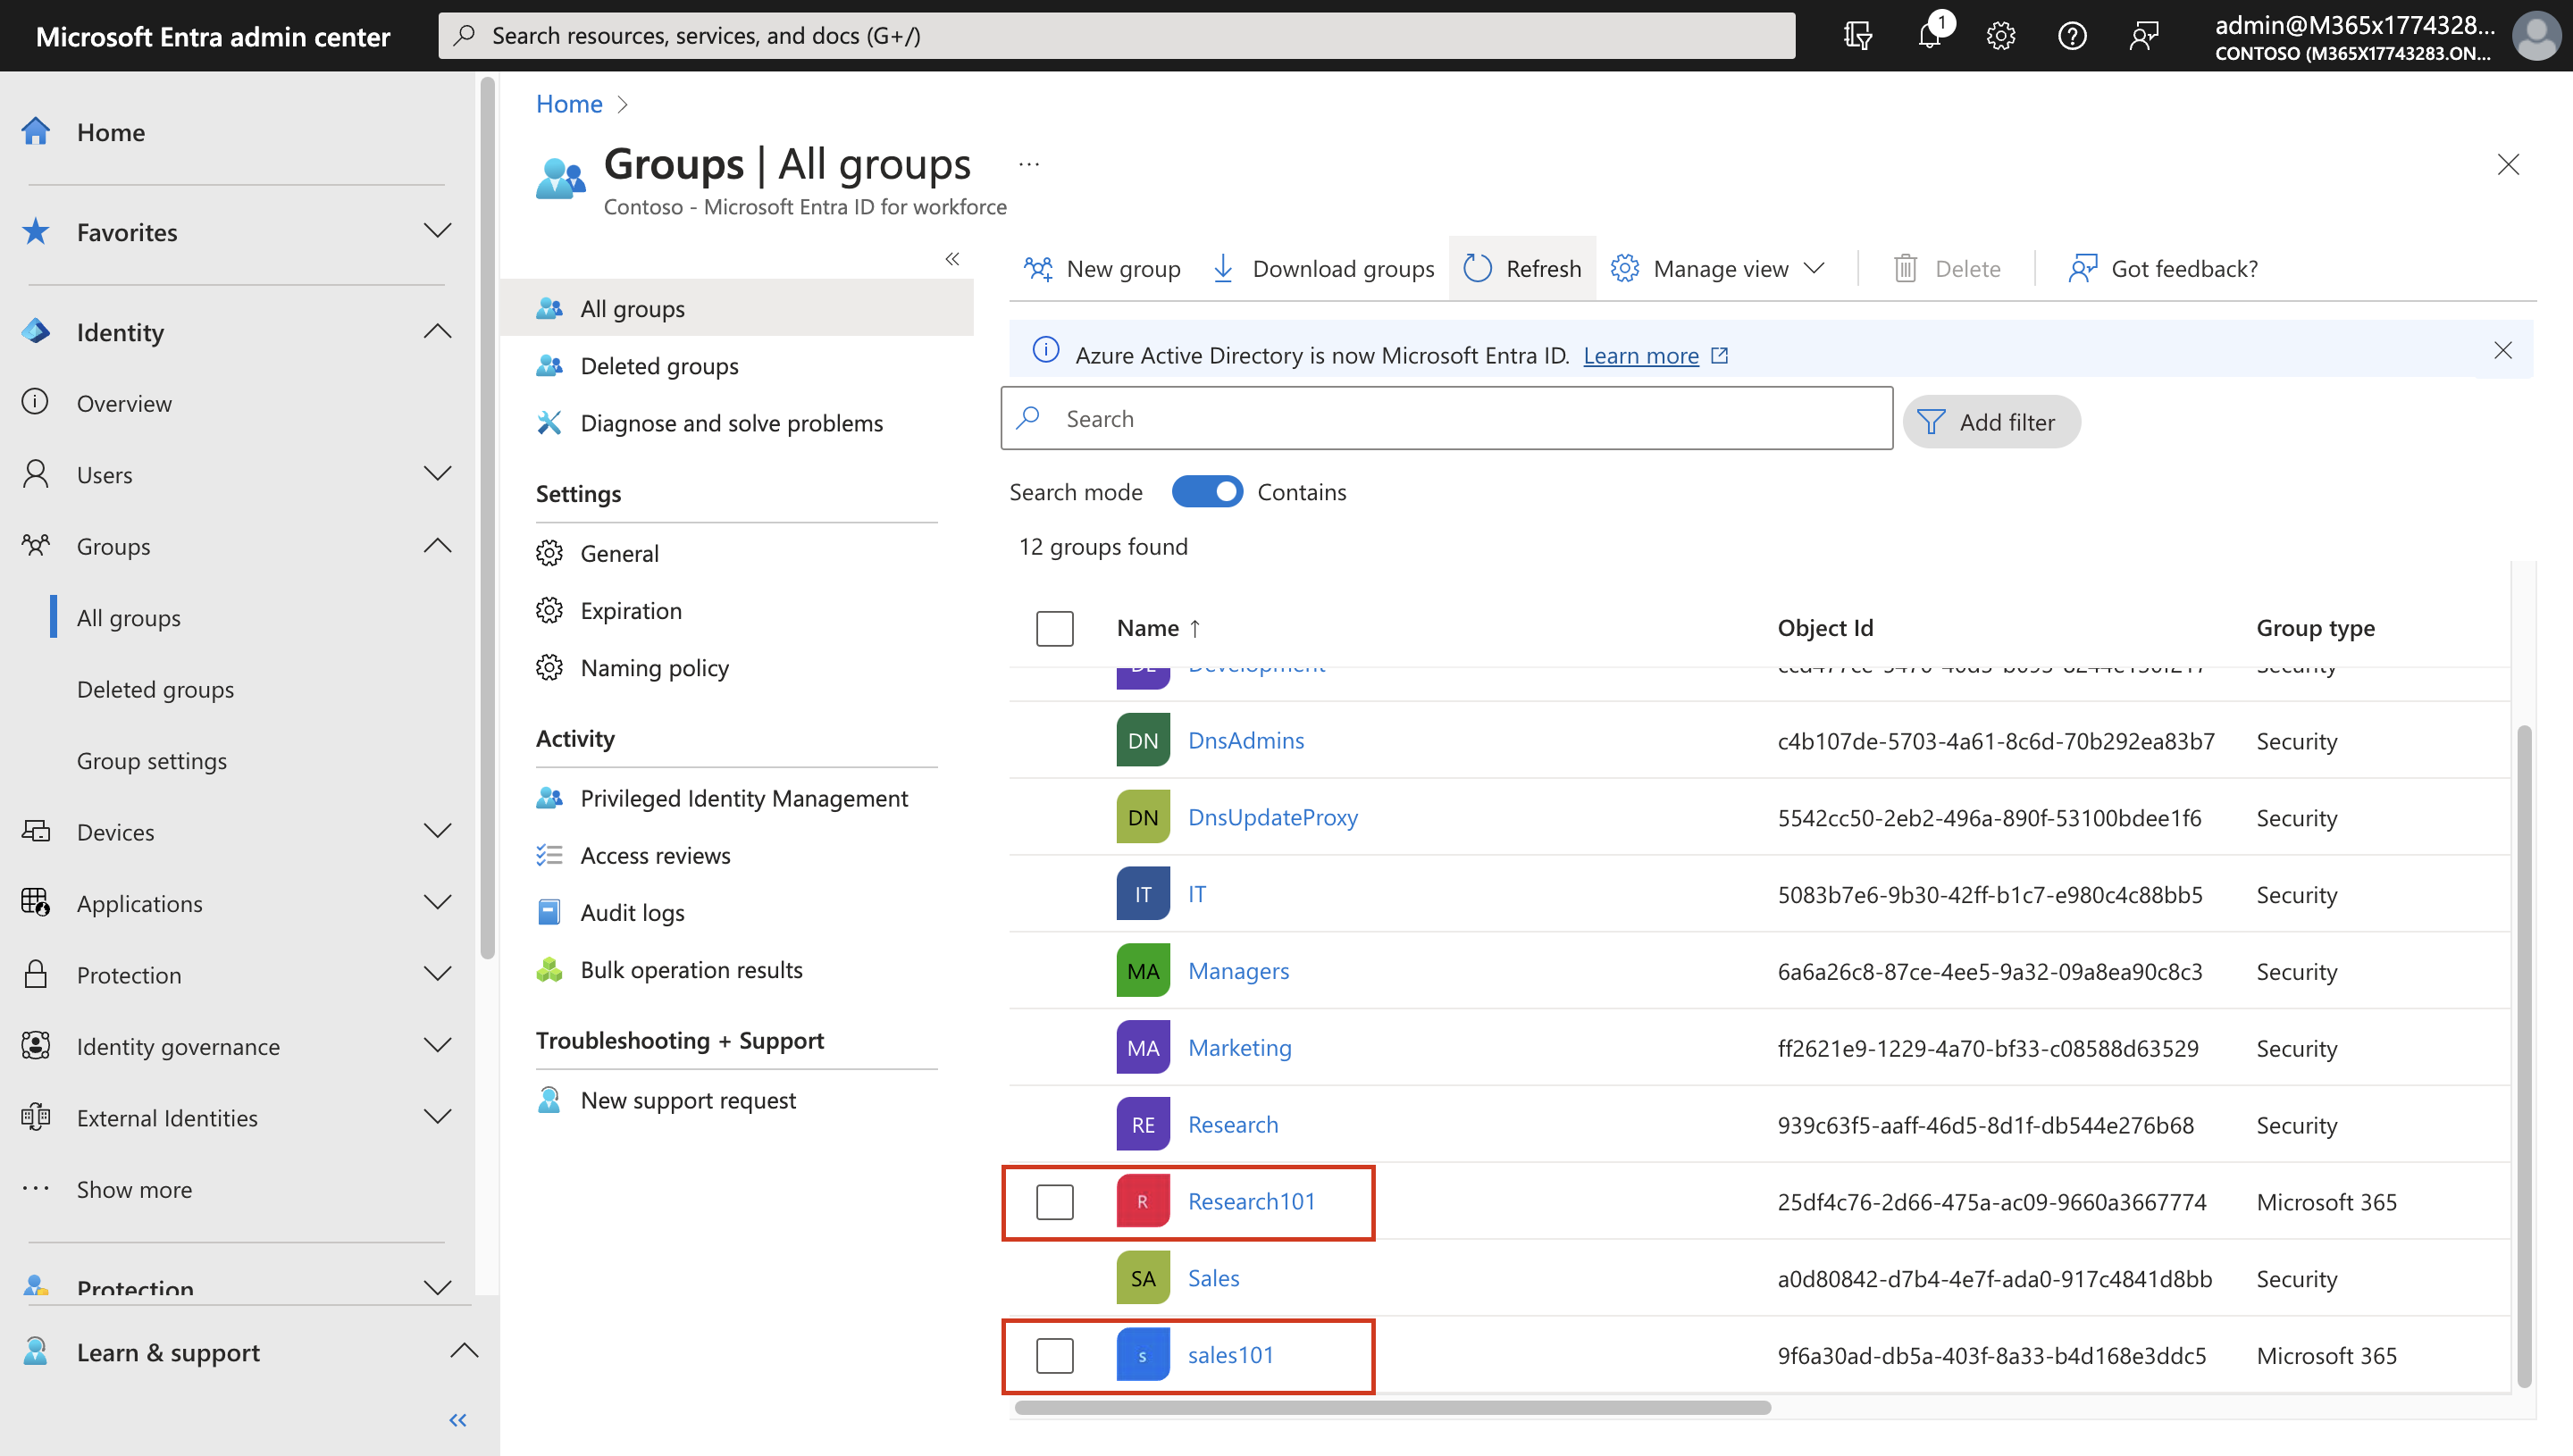 Microsoft Entra admin center
Search resources, services, and docs (G+/)
1
admin@M365x1774328...
CONTOSO (M365X17743283.ON...
Home
Favorites
Identity
Overview
Users
Groups
All groups
Deleted groups
Group settings
Devices
Applications
Protection
Identity governance
External Identities
Show more
Protection
Learn & support
Home
Groups | All groups
Contoso - Microsoft Entra ID for workforce
All groups
Deleted groups
Diagnose and solve problems
Settings
General
Expiration
Naming policy
Activity
Privileged Identity Management
Access reviews
Audit logs
Bulk operation results
Troubleshooting + Support
New support request
New group Download groups Refresh Manage view Delete Got feedback?
Azure Active Directory is now Microsoft Entra ID. Learn more
Search
Add filter
Search mode Contains
12 groups found
Name ↑ Object Id Group type
Development Security
DN DnsAdmins c4b107de-5703-4a61-8c6d-70b292ea83b7 Security
DN DnsUpdateProxy 5542cc50-2eb2-496a-890f-53100bdee1f6 Security
IT IT 5083b7e6-9b30-42ff-b1c7-e980c4c88bb5 Security
MA Managers 6a6a26c8-87ce-4ee5-9a32-09a8ea90c8c3 Security
MA Marketing ff2621e9-1229-4a70-bf33-c08588d63529 Security
RE Research 939c63f5-aaff-46d5-8d1f-db544e276b68 Security
R Research101 25df4c76-2d66-475a-ac09-9660a3667774 Microsoft 365
SA Sales a0d80842-d7b4-4e7f-ada0-917c4841d8bb Security
s sales101 9f6a30ad-db5a-403f-8a33-b4d168e3ddc5 Microsoft 365